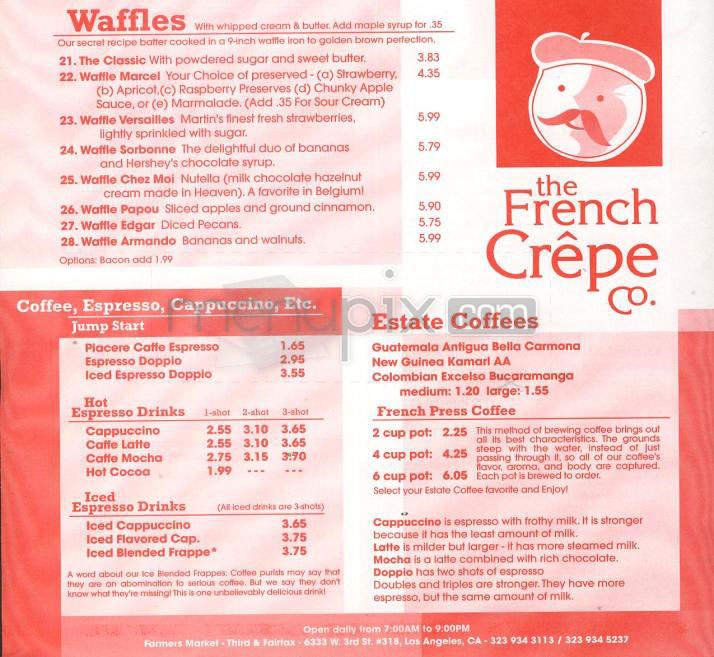 Waffles With whipped cream & butter. Add maple syrup for .35
Our secret recipe batter cooked in a 9-inch waffle iron to golden brown perfection.
21. The Classic With powdered sugar and sweet butter. 3.83
22. Waffle Marcel Your Choice of preserved - (a) Strawberry, 4.35
(b) Apricot,(c) Raspberry Preserves (d) Chunky Apple
Sauce, or (e) Marmalade. (Add .35 For Sour Cream)
23. Waffle Versailles Martin's finest fresh strawberries, 5.99
lightly sprinkled with sugar.
24. Waffle Sorbonne The delightful duo of bananas 5.79
and Hershey's chocolate syrup.
25. Waffle Chez Moi Nutella (milk chocolate hazelnut 5.99
cream made in Heaven). A favorite in Belgium!
26. Waffle Papou Sliced apples and ground cinnamon. 5.90
27. Waffle Edgar Diced Pecans. 5.75
28. Waffle Armando Bananas and walnuts. 5.99
Options: Bacon add 1.99
the
French
Crêpe
co.
menupix.com
Coffee, Espresso, Cappuccino, Etc.
Jump Start
Piacere Caffe Espresso 1.65
Espresso Doppio 2.95
Iced Espresso Doppio 3.55
Hot
Espresso Drinks 1-shot 2-shot 3-shot
Cappuccino 2.55 3.10 3.65
Caffe Latte 2.55 3.10 3.65
Caffe Mocha 2.75 3.15 3.70
Hot Cocoa 1.99 --- ---
Iced
Espresso Drinks (All iced drinks are 3-shots)
Iced Cappuccino 3.65
Iced Flavored Cap. 3.75
Iced Blended Frappe* 3.75
A word about our Ice Blended Frappes: Coffee purists may say that
they are an abomination to serious coffee. But we say they don't
know what they're missing! This is one unbelievably delicious drink!
Estate Coffees
Guatemala Antigua Bella Carmona
New Guinea Kamari AA
Colombian Excelso Bucaramanga
medium: 1.20 large: 1.55
French Press Coffee
2 cup pot: 2.25
4 cup pot: 4.25
6 cup pot: 6.05
This method of brewing coffee brings out
all its best characteristics. The grounds
steep with the water, instead of just
passing through it, so all of our coffee's
flavor, aroma, and body are captured.
Each pot is brewed to order.
Select your Estate Coffee favorite and Enjoy!
Cappuccino is espresso with frothy milk. It is stronger
because it has the least amount of milk.
Latte is milder but larger - it has more steamed milk.
Mocha is a latte combined with rich chocolate.
Doppio has two shots of espresso
Doubles and triples are stronger. They have more
espresso, but the same amount of milk.
Open daily from 7:00AM to 9:00PM
Farmers Market - Third & Fairfax - 6333 W. 3rd St. #318, Los Angeles, CA - 323 934 3113 / 323 934 5237